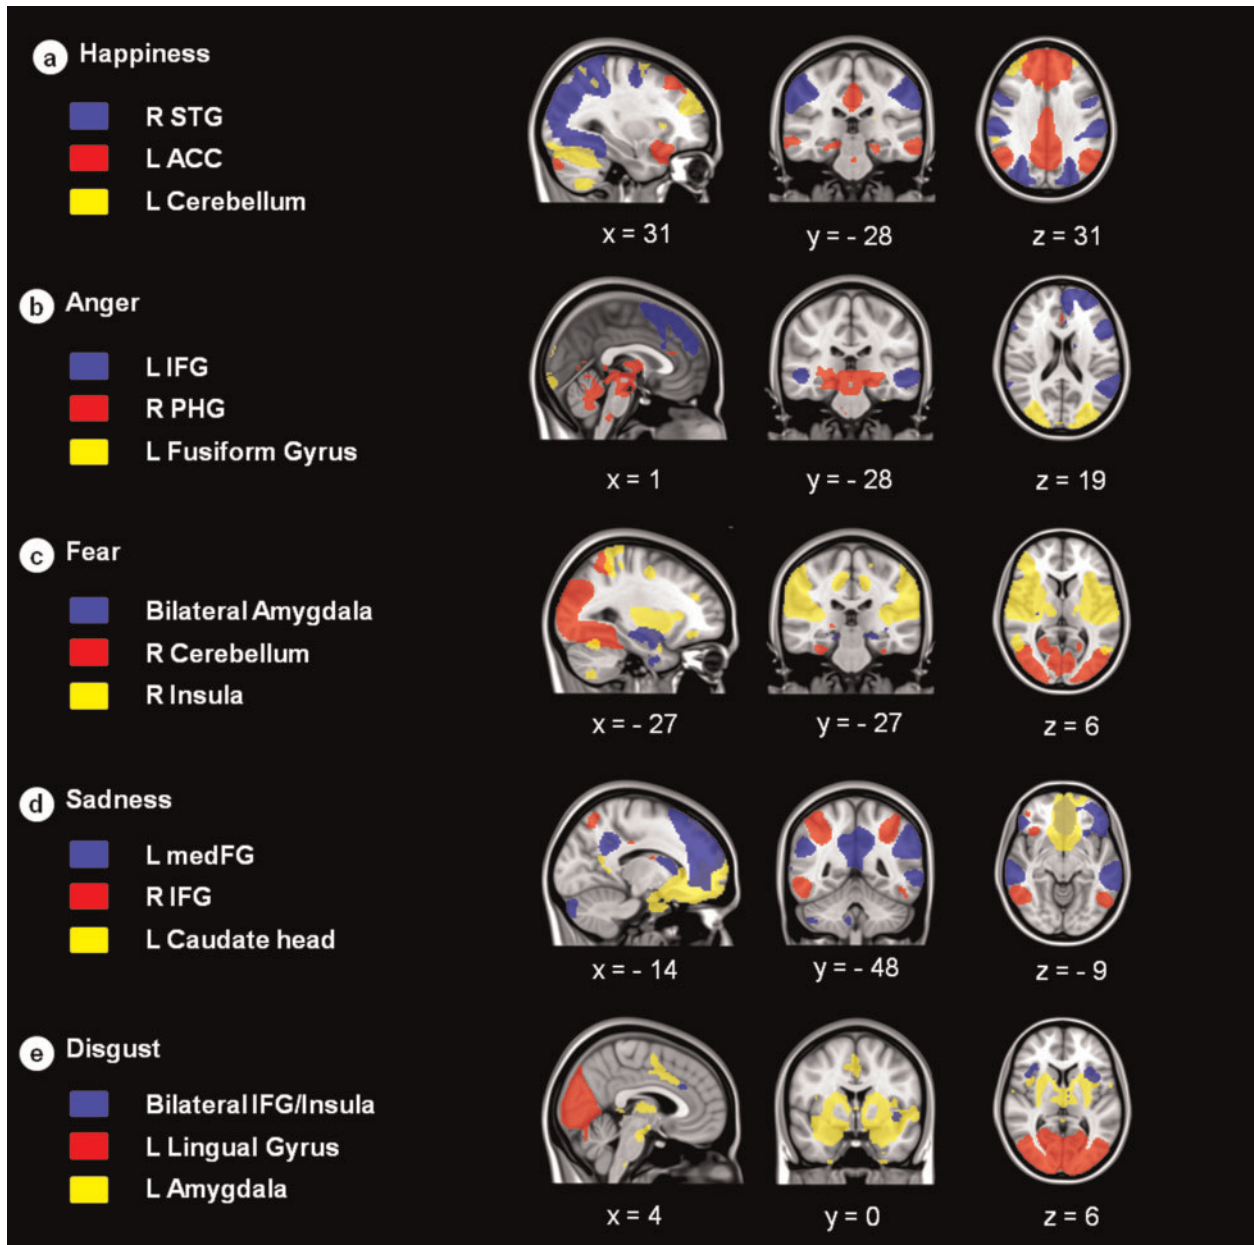 a Happiness
R STG
L ACC
L Cerebellum
x = 31 y = - 28 z = 31
b Anger
L IFG
R PHG
L Fusiform Gyrus
x = 1 y = - 28 z = 19
c Fear
Bilateral Amygdala
R Cerebellum
R Insula
x = - 27 y = - 27 z = 6
d Sadness
L medFG
R IFG
L Caudate head
x = - 14 y = - 48 z = - 9
e Disgust
Bilateral IFG/Insula
L Lingual Gyrus
L Amygdala
x = 4 y = 0 z = 6